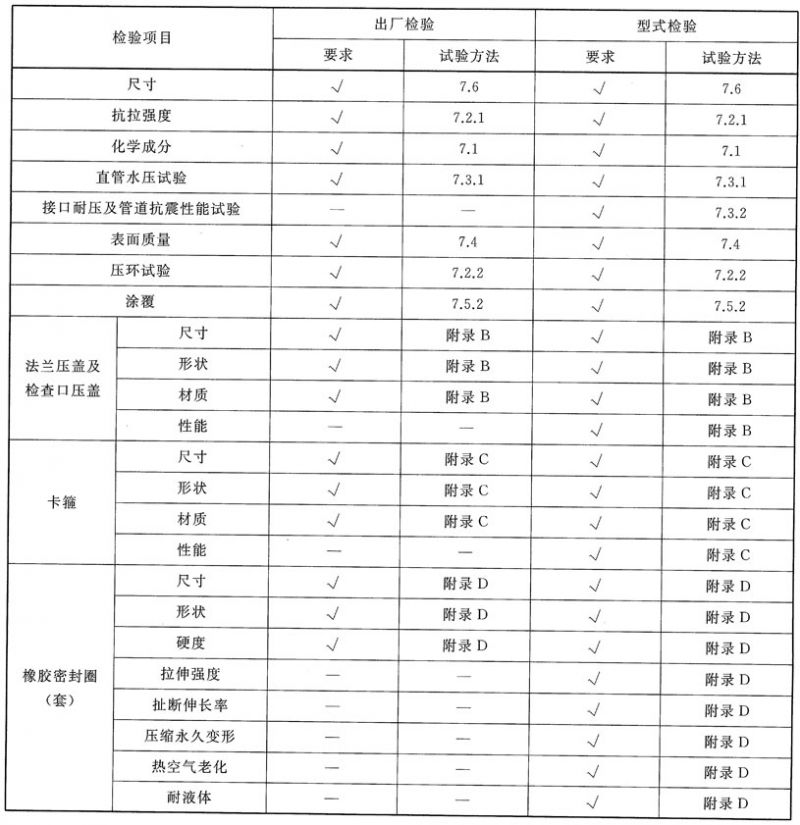 检验项目 出厂检验 型式检验
要求 试验方法 要求 试验方法
尺寸 √ 7.6 √ 7.6
抗拉强度 √ 7.2.1 √ 7.2.1
化学成分 √ 7.1 √ 7.1
直管水压试验 √ 7.3.1 √ 7.3.1
接口耐压及管道抗震性能试验 — — √ 7.3.2
表面质量 √ 7.4 √ 7.4
压环试验 √ 7.2.2 √ 7.2.2
涂覆 √ 7.5.2 √ 7.5.2
法兰压盖及
检查口压盖
尺寸 √ 附录 B √ 附录 B
形状 √ 附录 B √ 附录 B
材质 √ 附录 B √ 附录 B
性能 — — √ 附录 B
卡箍
尺寸 √ 附录 C √ 附录 C
形状 √ 附录 C √ 附录 C
材质 √ 附录 C √ 附录 C
性能 — — √ 附录 C
橡胶密封圈
（套）
尺寸 √ 附录 D √ 附录 D
形状 √ 附录 D √ 附录 D
硬度 √ 附录 D √ 附录 D
拉伸强度 — — √ 附录 D
扯断伸长率 — — √ 附录 D
压缩永久变形 — — √ 附录 D
热空气老化 — — √ 附录 D
耐液体 — — √ 附录 D